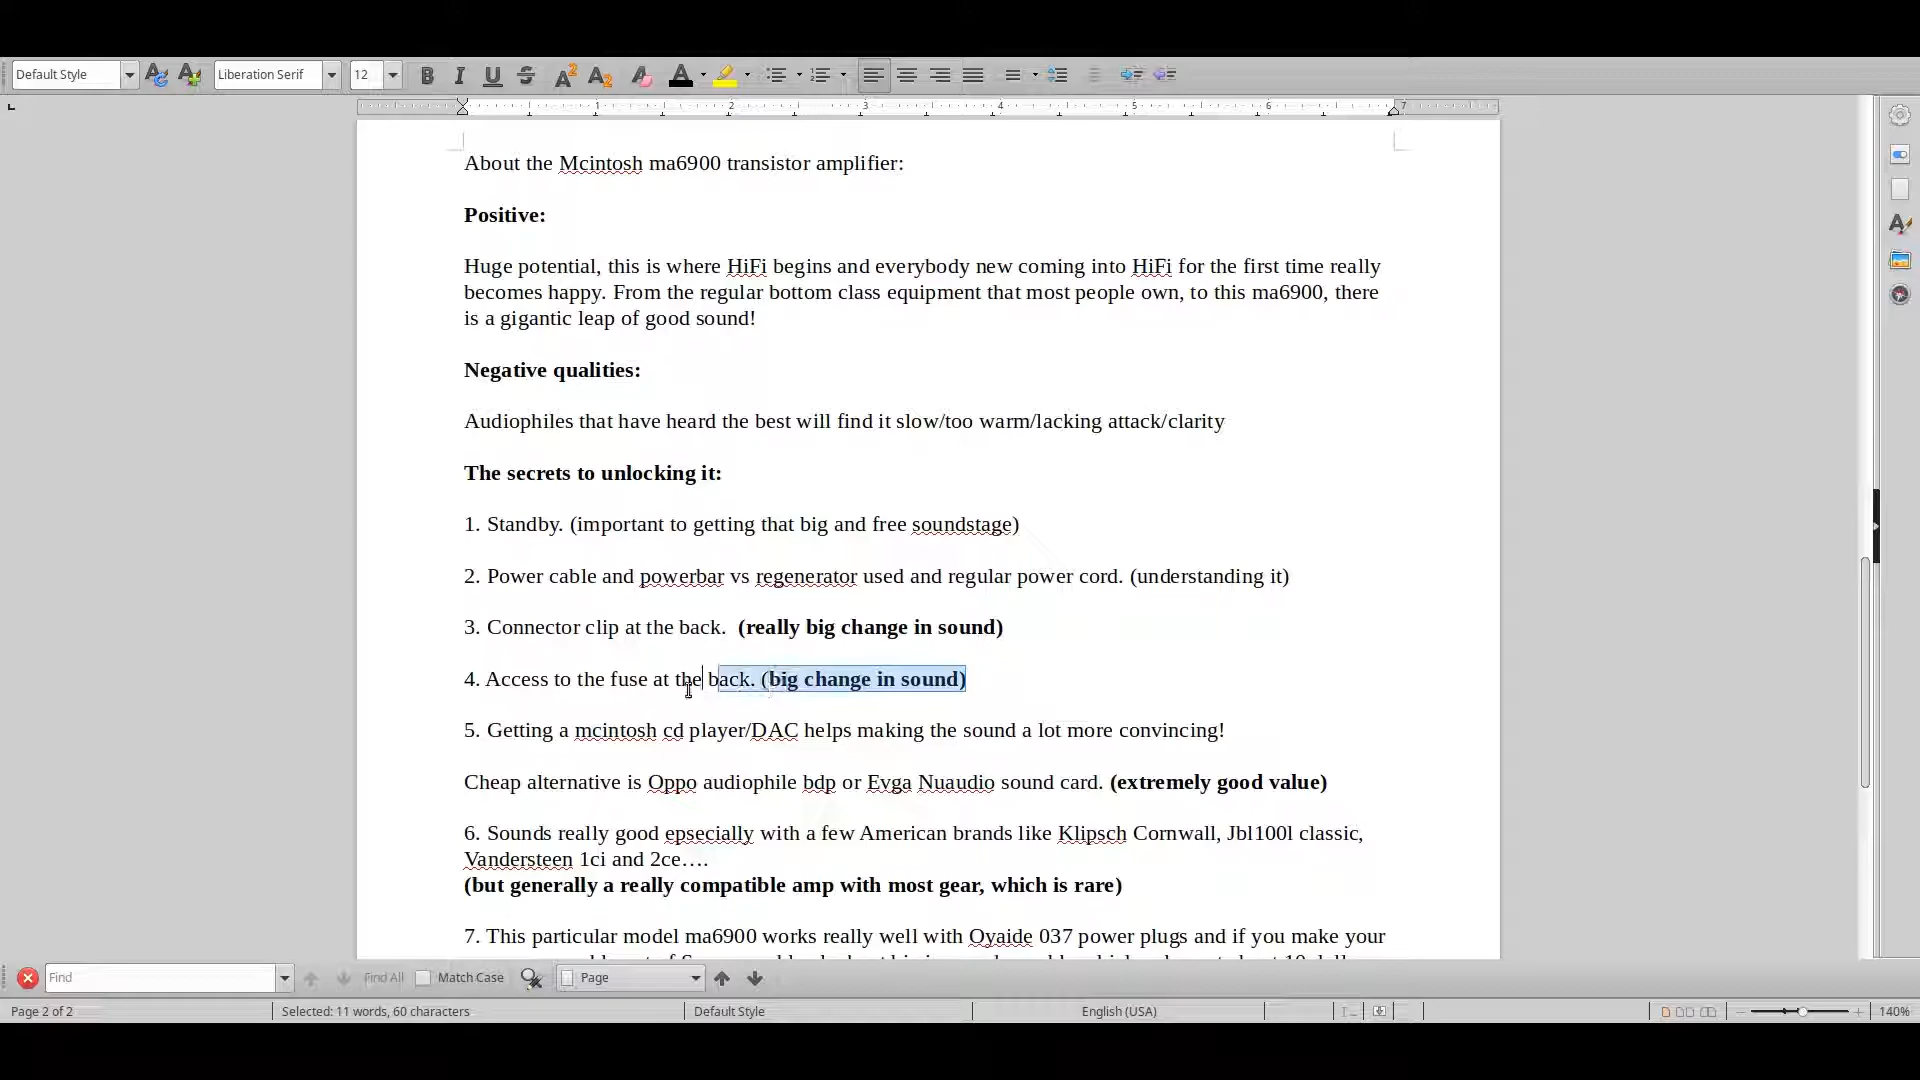 Default Style
Liberation Serif
12
1 2 3 4 5 6 7
About the Mcintosh ma6900 transistor amplifier:
Positive:
Huge potential, this is where HiFi begins and everybody new coming into HiFi for the first time really
becomes happy. From the regular bottom class equipment that most people own, to this ma6900, there
is a gigantic leap of good sound!
Negative qualities:
Audiophiles that have heard the best will find it slow/too warm/lacking attack/clarity
The secrets to unlocking it:
1. Standby. (important to getting that big and free soundstage)
2. Power cable and powerbar vs regenerator used and regular power cord. (understanding it)
3. Connector clip at the back.  (really big change in sound)
4. Access to the fuse at the back. (big change in sound)
5. Getting a mcintosh cd player/DAC helps making the sound a lot more convincing!
Cheap alternative is Oppo audiophile bdp or Evga Nuaudio sound card. (extremely good value)
6. Sounds really good epsecially with a few American brands like Klipsch Cornwall, Jbl100l classic,
Vandersteen 1ci and 2ce….
(but generally a really compatible amp with most gear, which is rare)
7. This particular model ma6900 works really well with Oyaide 037 power plugs and if you make your
Find
Find All
Match Case
Page
Page 2 of 2
Selected: 11 words, 60 characters
Default Style
English (USA)
140%